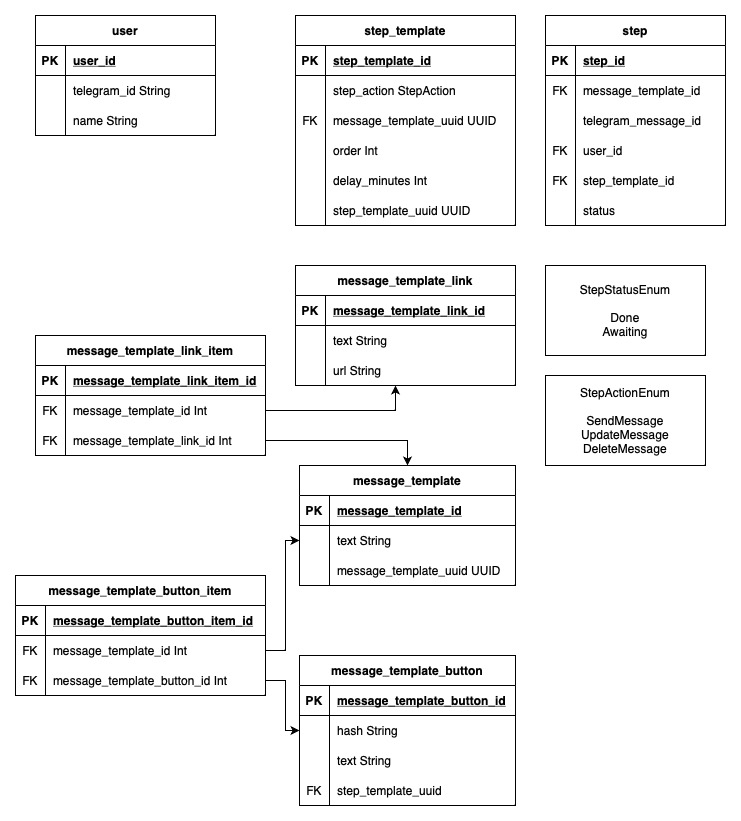 user
PK user_id
telegram_id String
name String
step_template
PK step_template_id
step_action StepAction
FK message_template_uuid UUID
order Int
delay_minutes Int
step_template_uuid UUID
step
PK step_id
FK message_template_id
telegram_message_id
FK user_id
FK step_template_id
status
message_template_link
PK message_template_link_id
text String
url String
StepStatusEnum
Done
Awaiting
message_template_link_item
PK message_template_link_item_id
FK message_template_id Int
FK message_template_link_id Int
StepActionEnum
SendMessage
UpdateMessage
DeleteMessage
message_template
PK message_template_id
text String
message_template_uuid UUID
message_template_button_item
PK message_template_button_item_id
FK message_template_id Int
FK message_template_button_id Int
message_template_button
PK message_template_button_id
hash String
text String
FK step_template_uuid